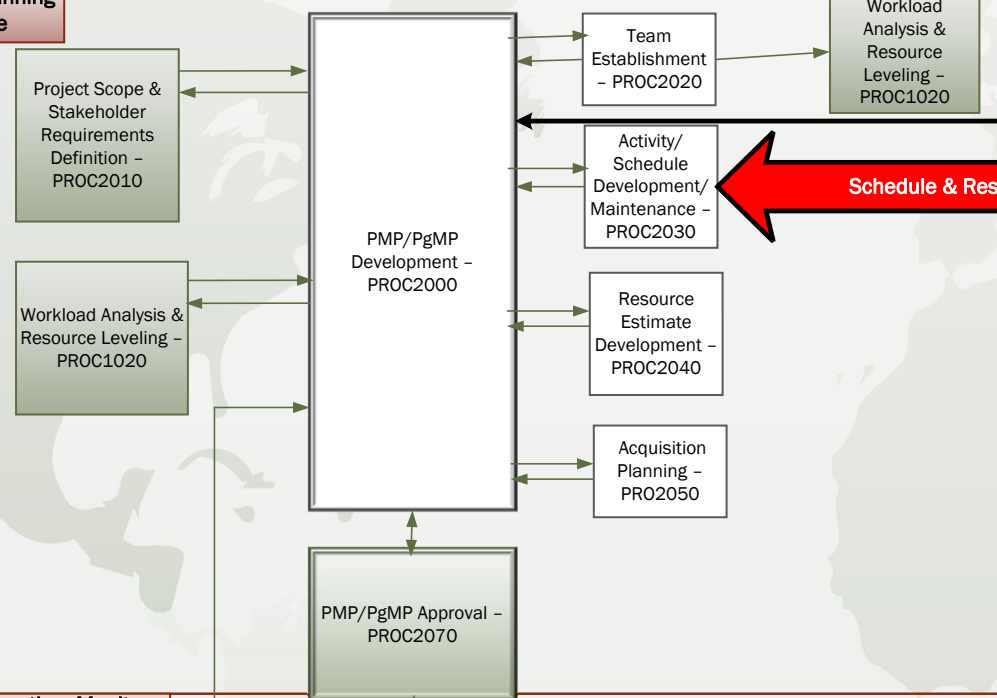 Team
Establishment
– PROC2020
Workload
Analysis &
Resource
Leveling –
PROC1020
Project Scope &
Stakeholder
Requirements
Definition –
PROC2010
Activity/
Schedule
Development/
Maintenance –
PROC2030
Schedule & Res
PMP/PgMP
Development –
PROC2000
Workload Analysis &
Resource Leveling –
PROC1020
Resource
Estimate
Development –
PROC2040
Acquisition
Planning –
PRO2050
PMP/PgMP Approval –
PROC2070